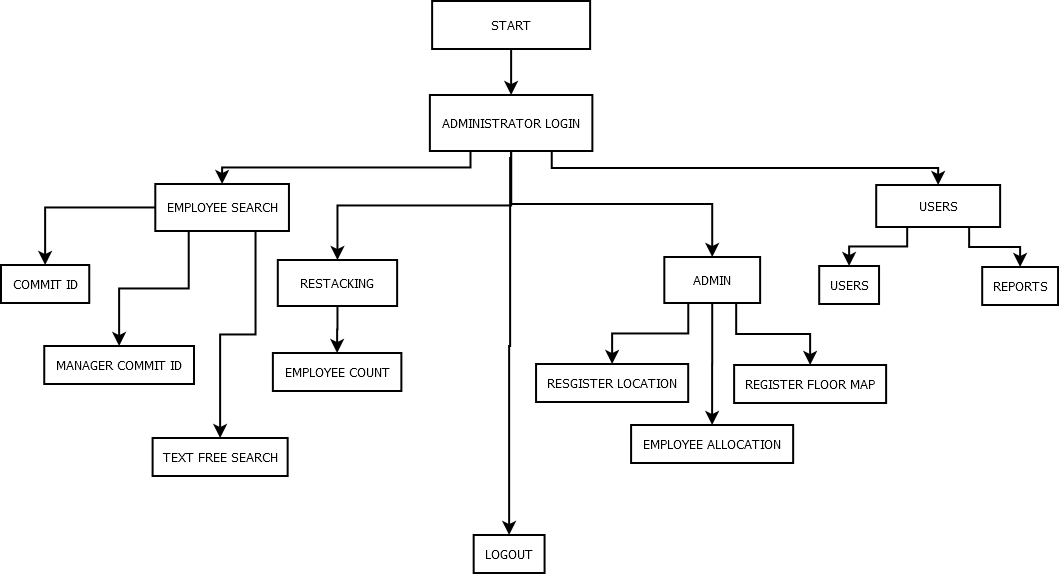 START
ADMINISTRATOR LOGIN
EMPLOYEE SEARCH
USERS
COMMIT ID
RESTACKING
ADMIN
USERS
REPORTS
MANAGER COMMIT ID
EMPLOYEE COUNT
RESGISTER LOCATION
REGISTER FLOOR MAP
TEXT FREE SEARCH
EMPLOYEE ALLOCATION
LOGOUT